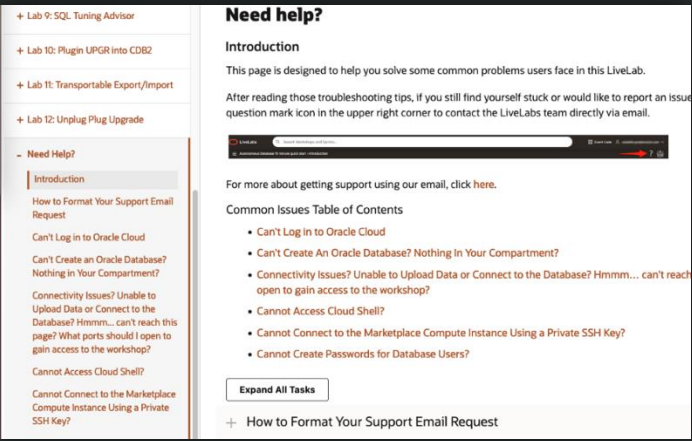 + Lab 9: SQL Tuning Advisor
+ Lab 10: Plugin UPGR into CDB2
+ Lab 11: Transportable Export/Import
+ Lab 12: Unplug Plug Upgrade
- Need Help?
Introduction
How to Format Your Support Email
Request
Can't Log in to Oracle Cloud
Can't Create an Oracle Database?
Nothing in Your Compartment?
Connectivity Issues? Unable to
Upload Data or Connect to the
Database? Hmmm... can't reach this
page? What ports should I open to
gain access to the workshop?
Cannot Access Cloud Shell?
Cannot Connect to the Marketplace
Compute Instance Using a Private
SSH Key?
Need help?
Introduction
This page is designed to help you solve some common problems users face in this LiveLab.
After reading those troubleshooting tips, if you still find yourself stuck or would like to report an issue
question mark icon in the upper right corner to contact the LiveLabs team directly via email.
LiveLabs
For more about getting support using our email, click here.
Common Issues Table of Contents
• Can't Log in to Oracle Cloud
• Can't Create An Oracle Database? Nothing In Your Compartment?
• Connectivity Issues? Unable to Upload Data or Connect to the Database? Hmmm... can't reach
open to gain access to the workshop?
• Cannot Access Cloud Shell?
• Cannot Connect to the Marketplace Compute Instance Using a Private SSH Key?
• Cannot Create Passwords for Database Users?
Expand All Tasks
+ How to Format Your Support Email Request